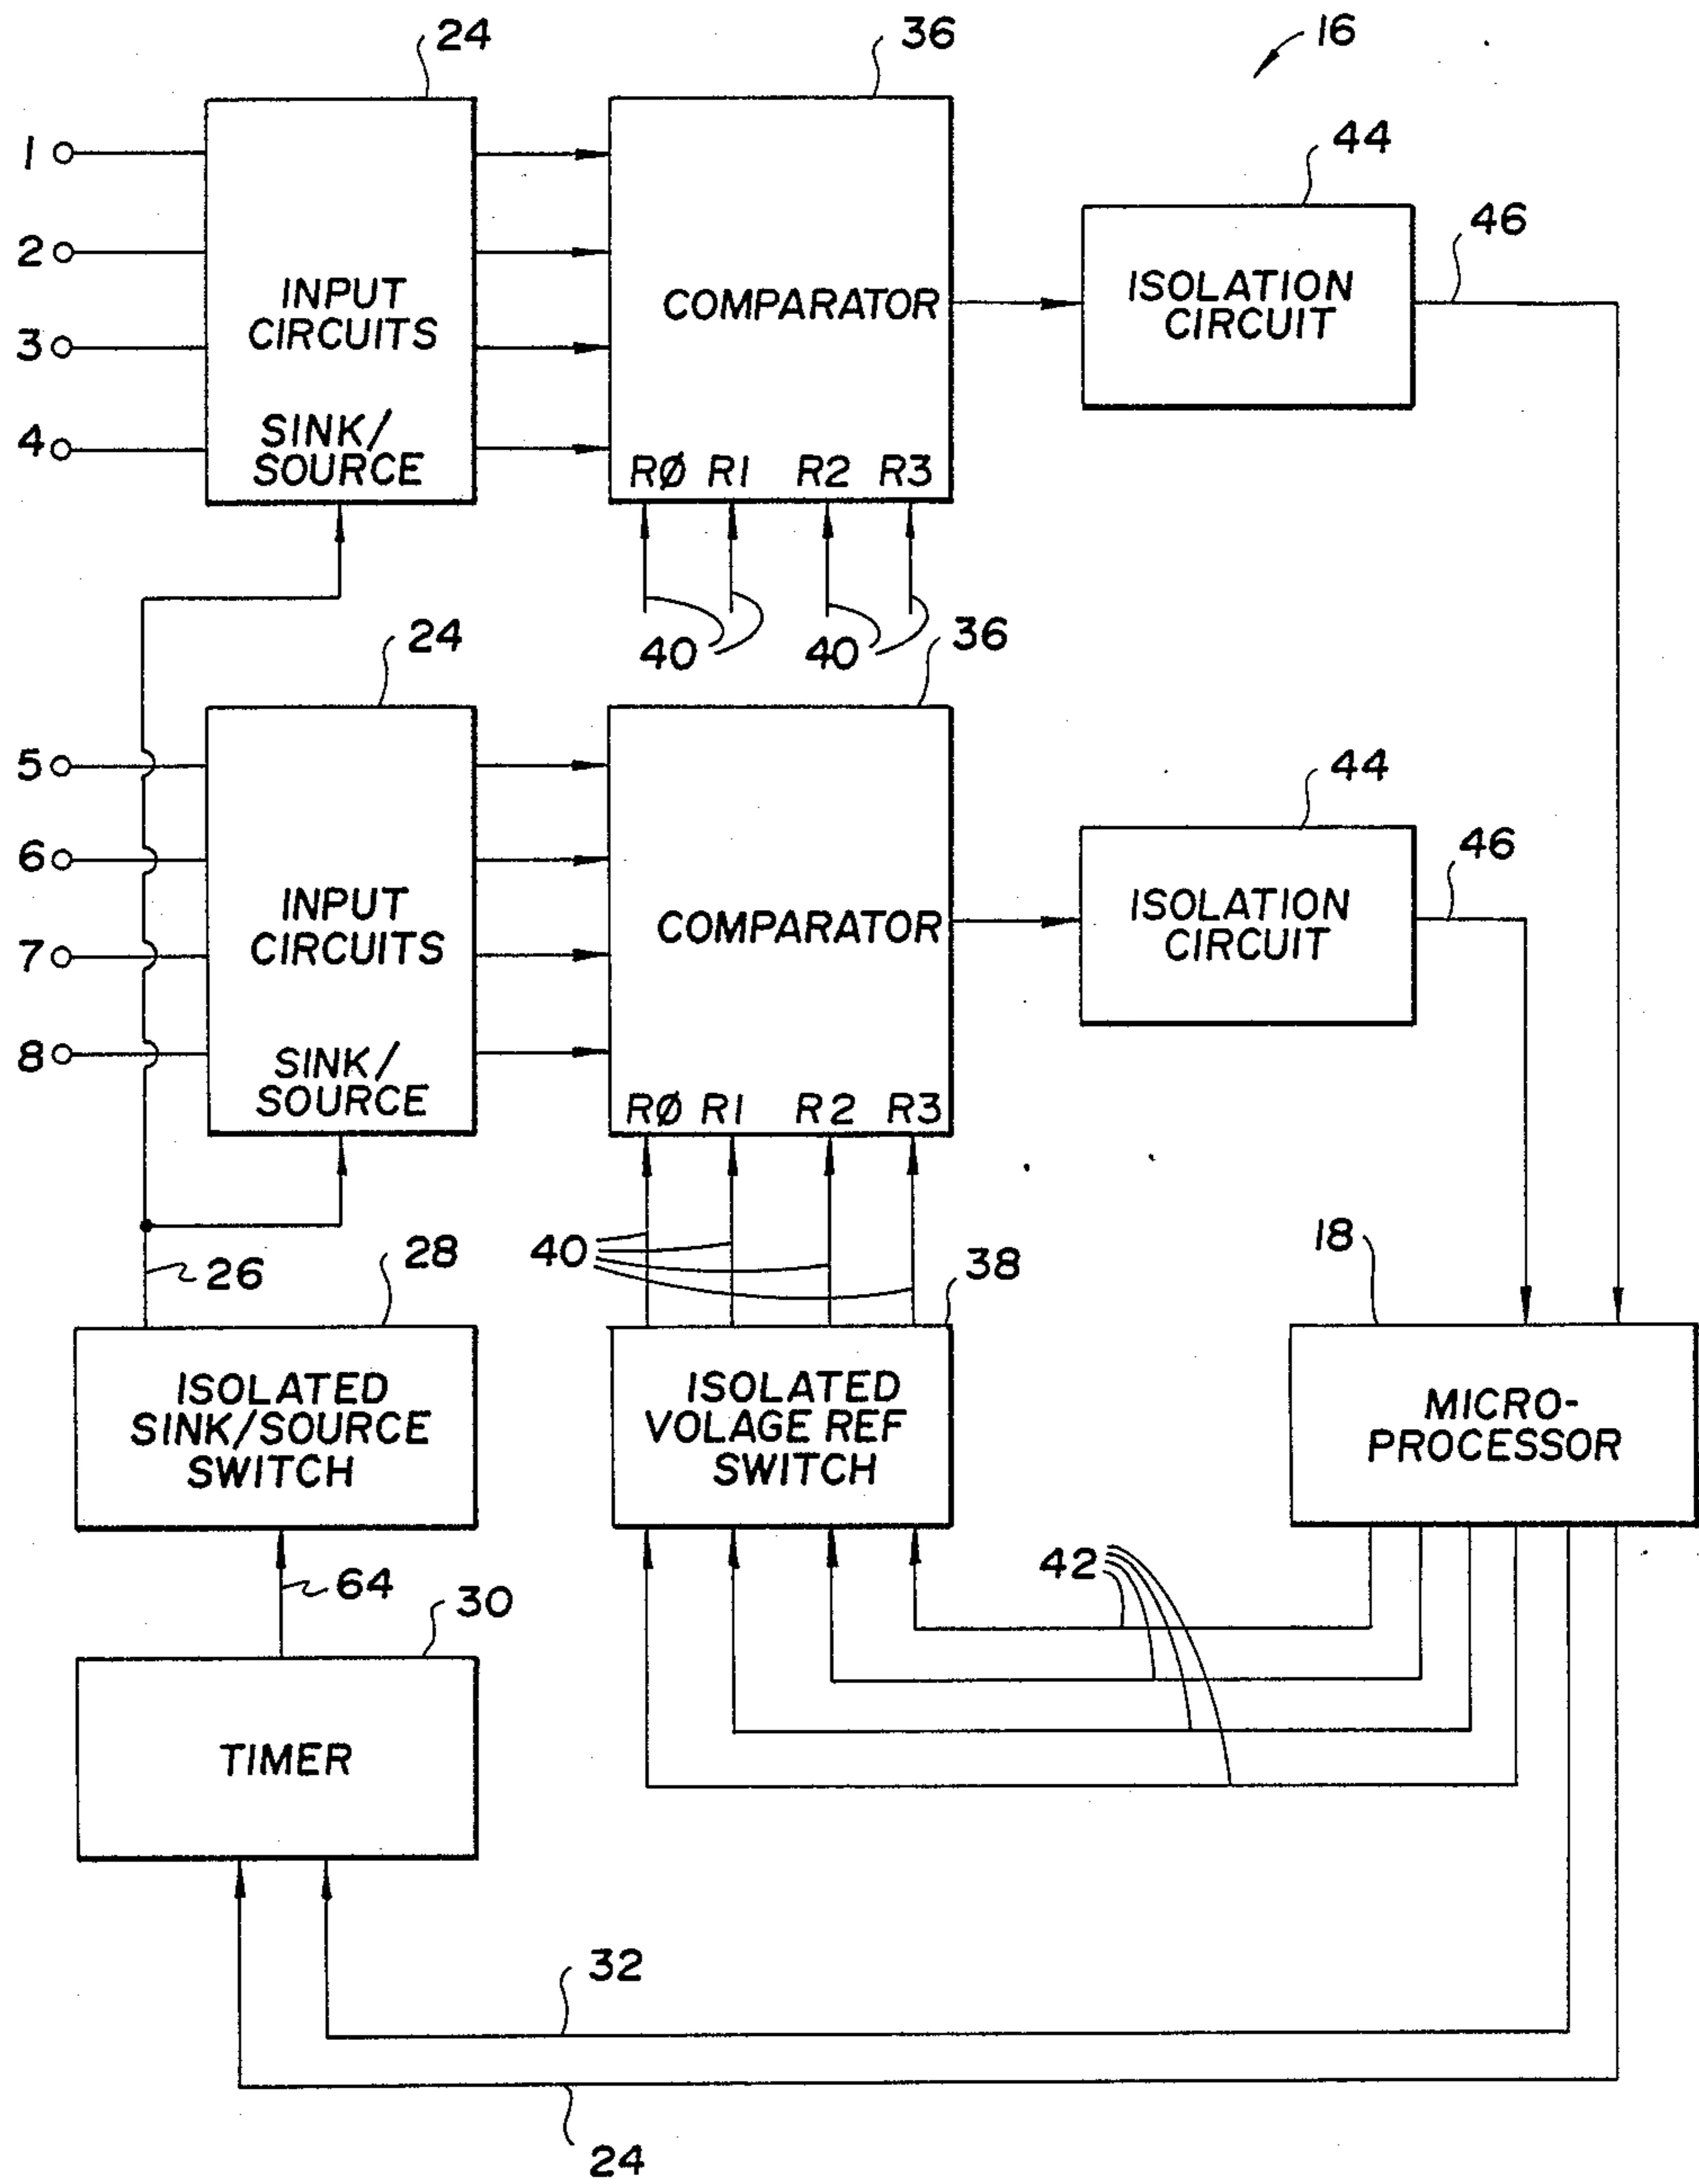 24
36
16
1
2
3
4
INPUT
CIRCUITS
SINK/
SOURCE
COMPARATOR
RØ R1 R2 R3
44
ISOLATION
CIRCUIT
46
40
40
24
36
5
6
7
8
INPUT
CIRCUITS
SINK/
SOURCE
COMPARATOR
RØ R1 R2 R3
44
ISOLATION
CIRCUIT
46
26
28
40
38
18
ISOLATED
SINK/SOURCE
SWITCH
ISOLATED
VOLAGE REF
SWITCH
MICRO-
PROCESSOR
64
30
42
TIMER
32
24